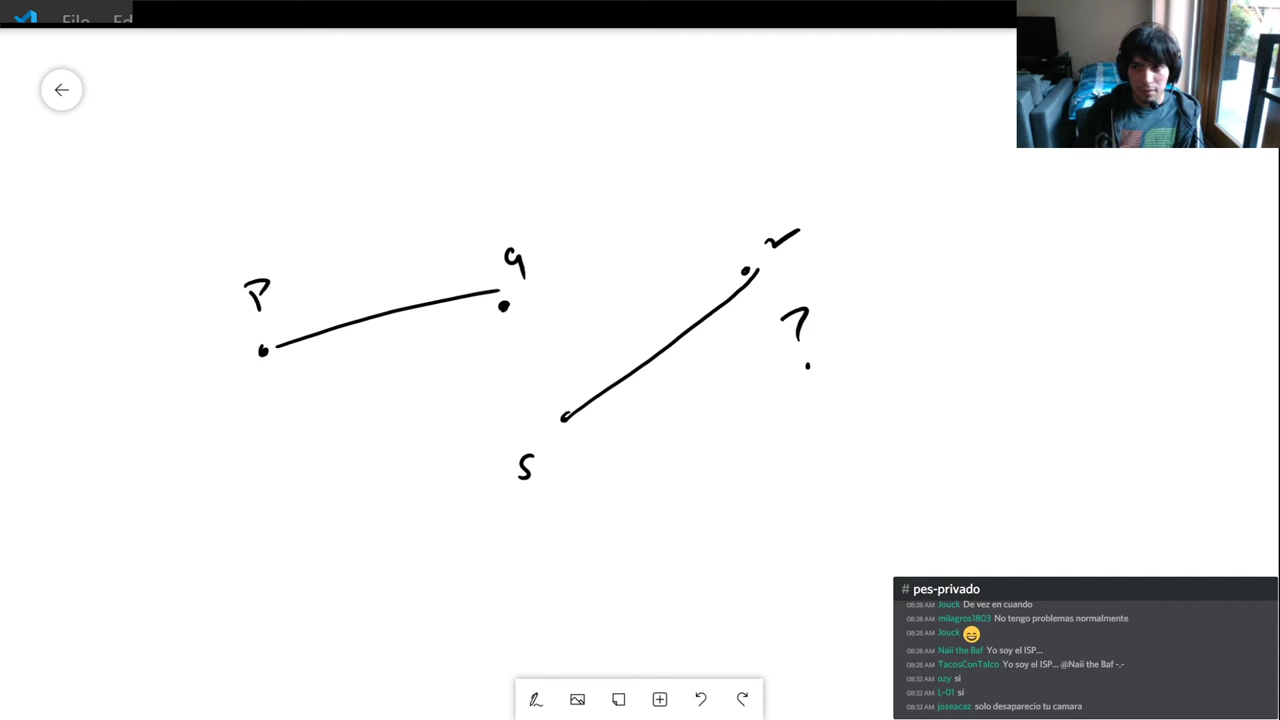 File Ed
P
q
r
?
s
# pes-privado
08:28 AM Jouck De vez en cuando
08:28 AM milagros1803 No tengo problemas normalmente
08:28 AM Jouck 😄
08:28 AM Naii the Baf Yo soy el ISP...
08:28 AM TacosConTalco Yo soy el ISP... @Naii the Baf -.-
08:32 AM ozy si
08:32 AM L-01 si
08:32 AM joseacaz solo desaparecio tu camara